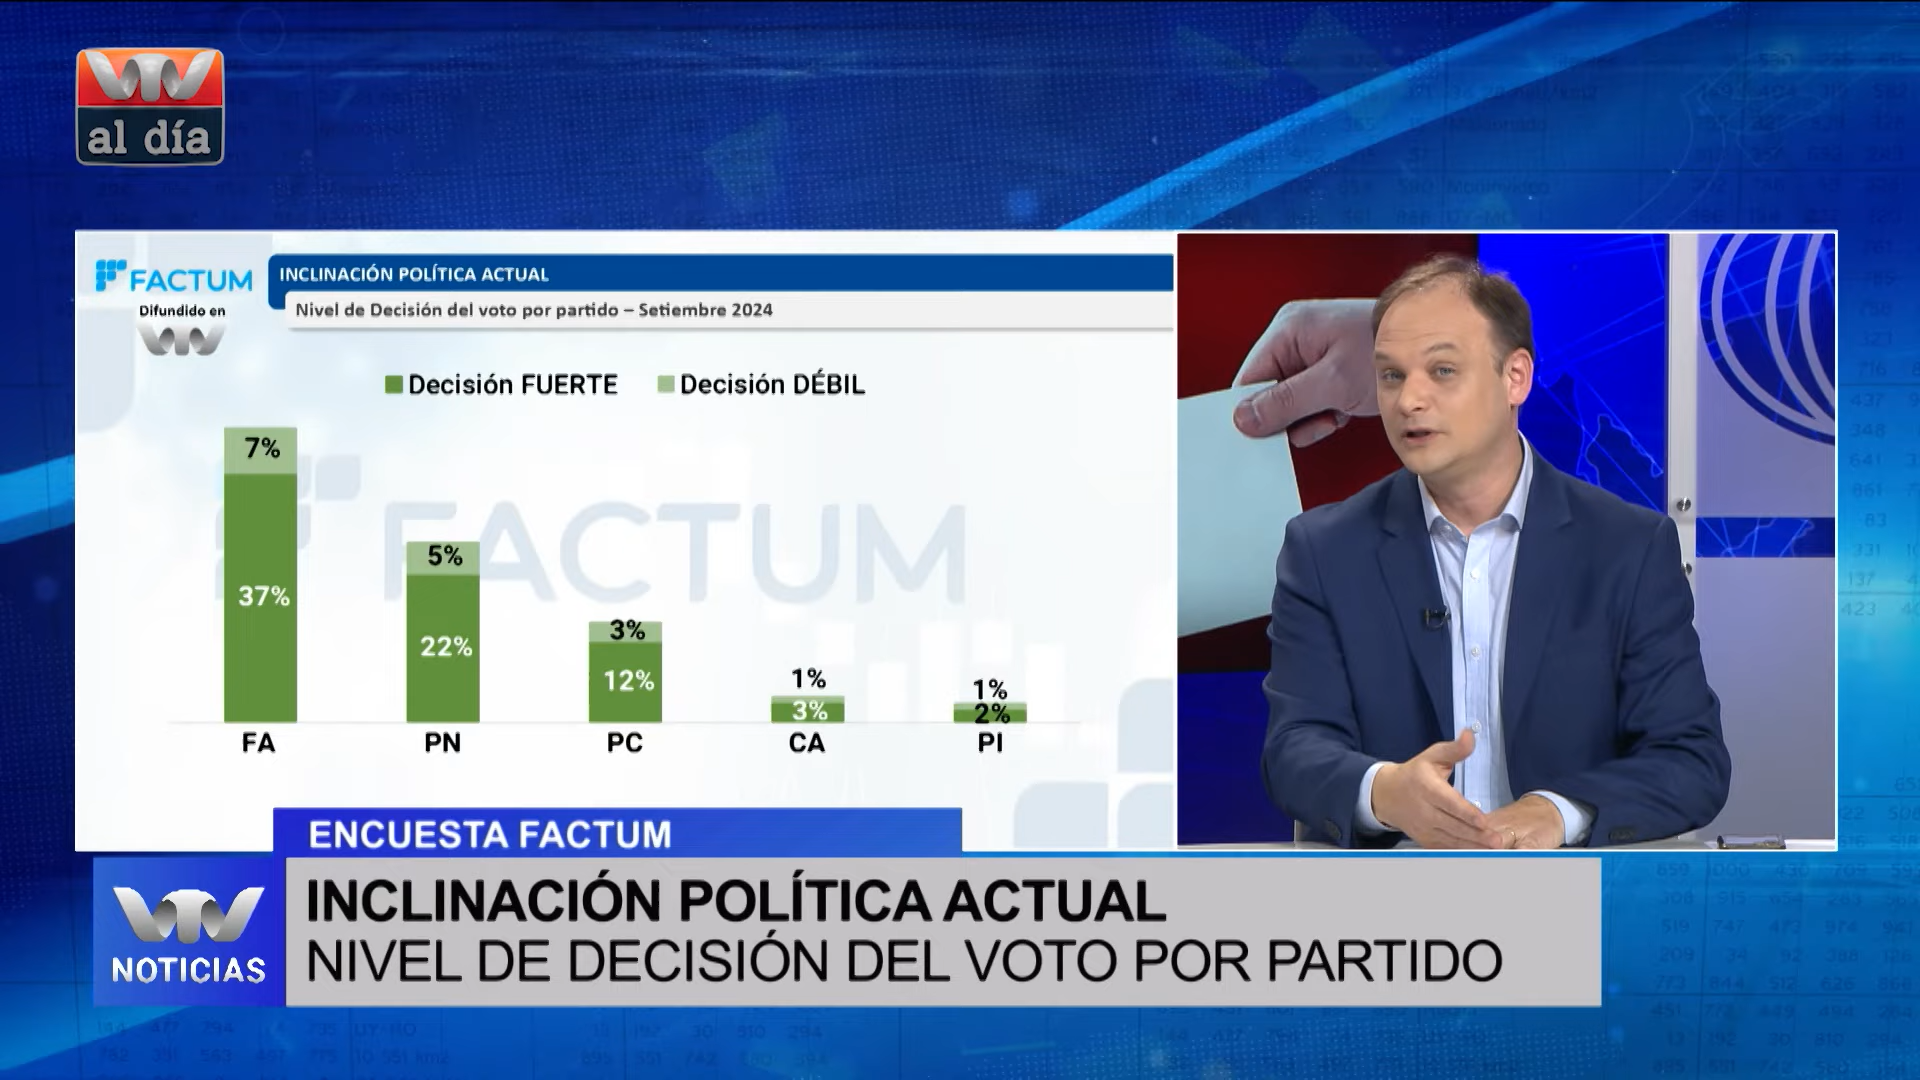 VTV
al día
FACTUM
Difundido en
VTV
INCLINACIÓN POLÍTICA ACTUAL
Nivel de Decisión del voto por partido – Setiembre 2024
Decisión FUERTE
Decisión DÉBIL
FACTUM
7%
37%
5%
22%
3%
12%
1%
3%
1%
2%
FA
PN
PC
CA
PI
ENCUESTA FACTUM
VTV
NOTICIAS
INCLINACIÓN POLÍTICA ACTUAL
NIVEL DE DECISIÓN DEL VOTO POR PARTIDO